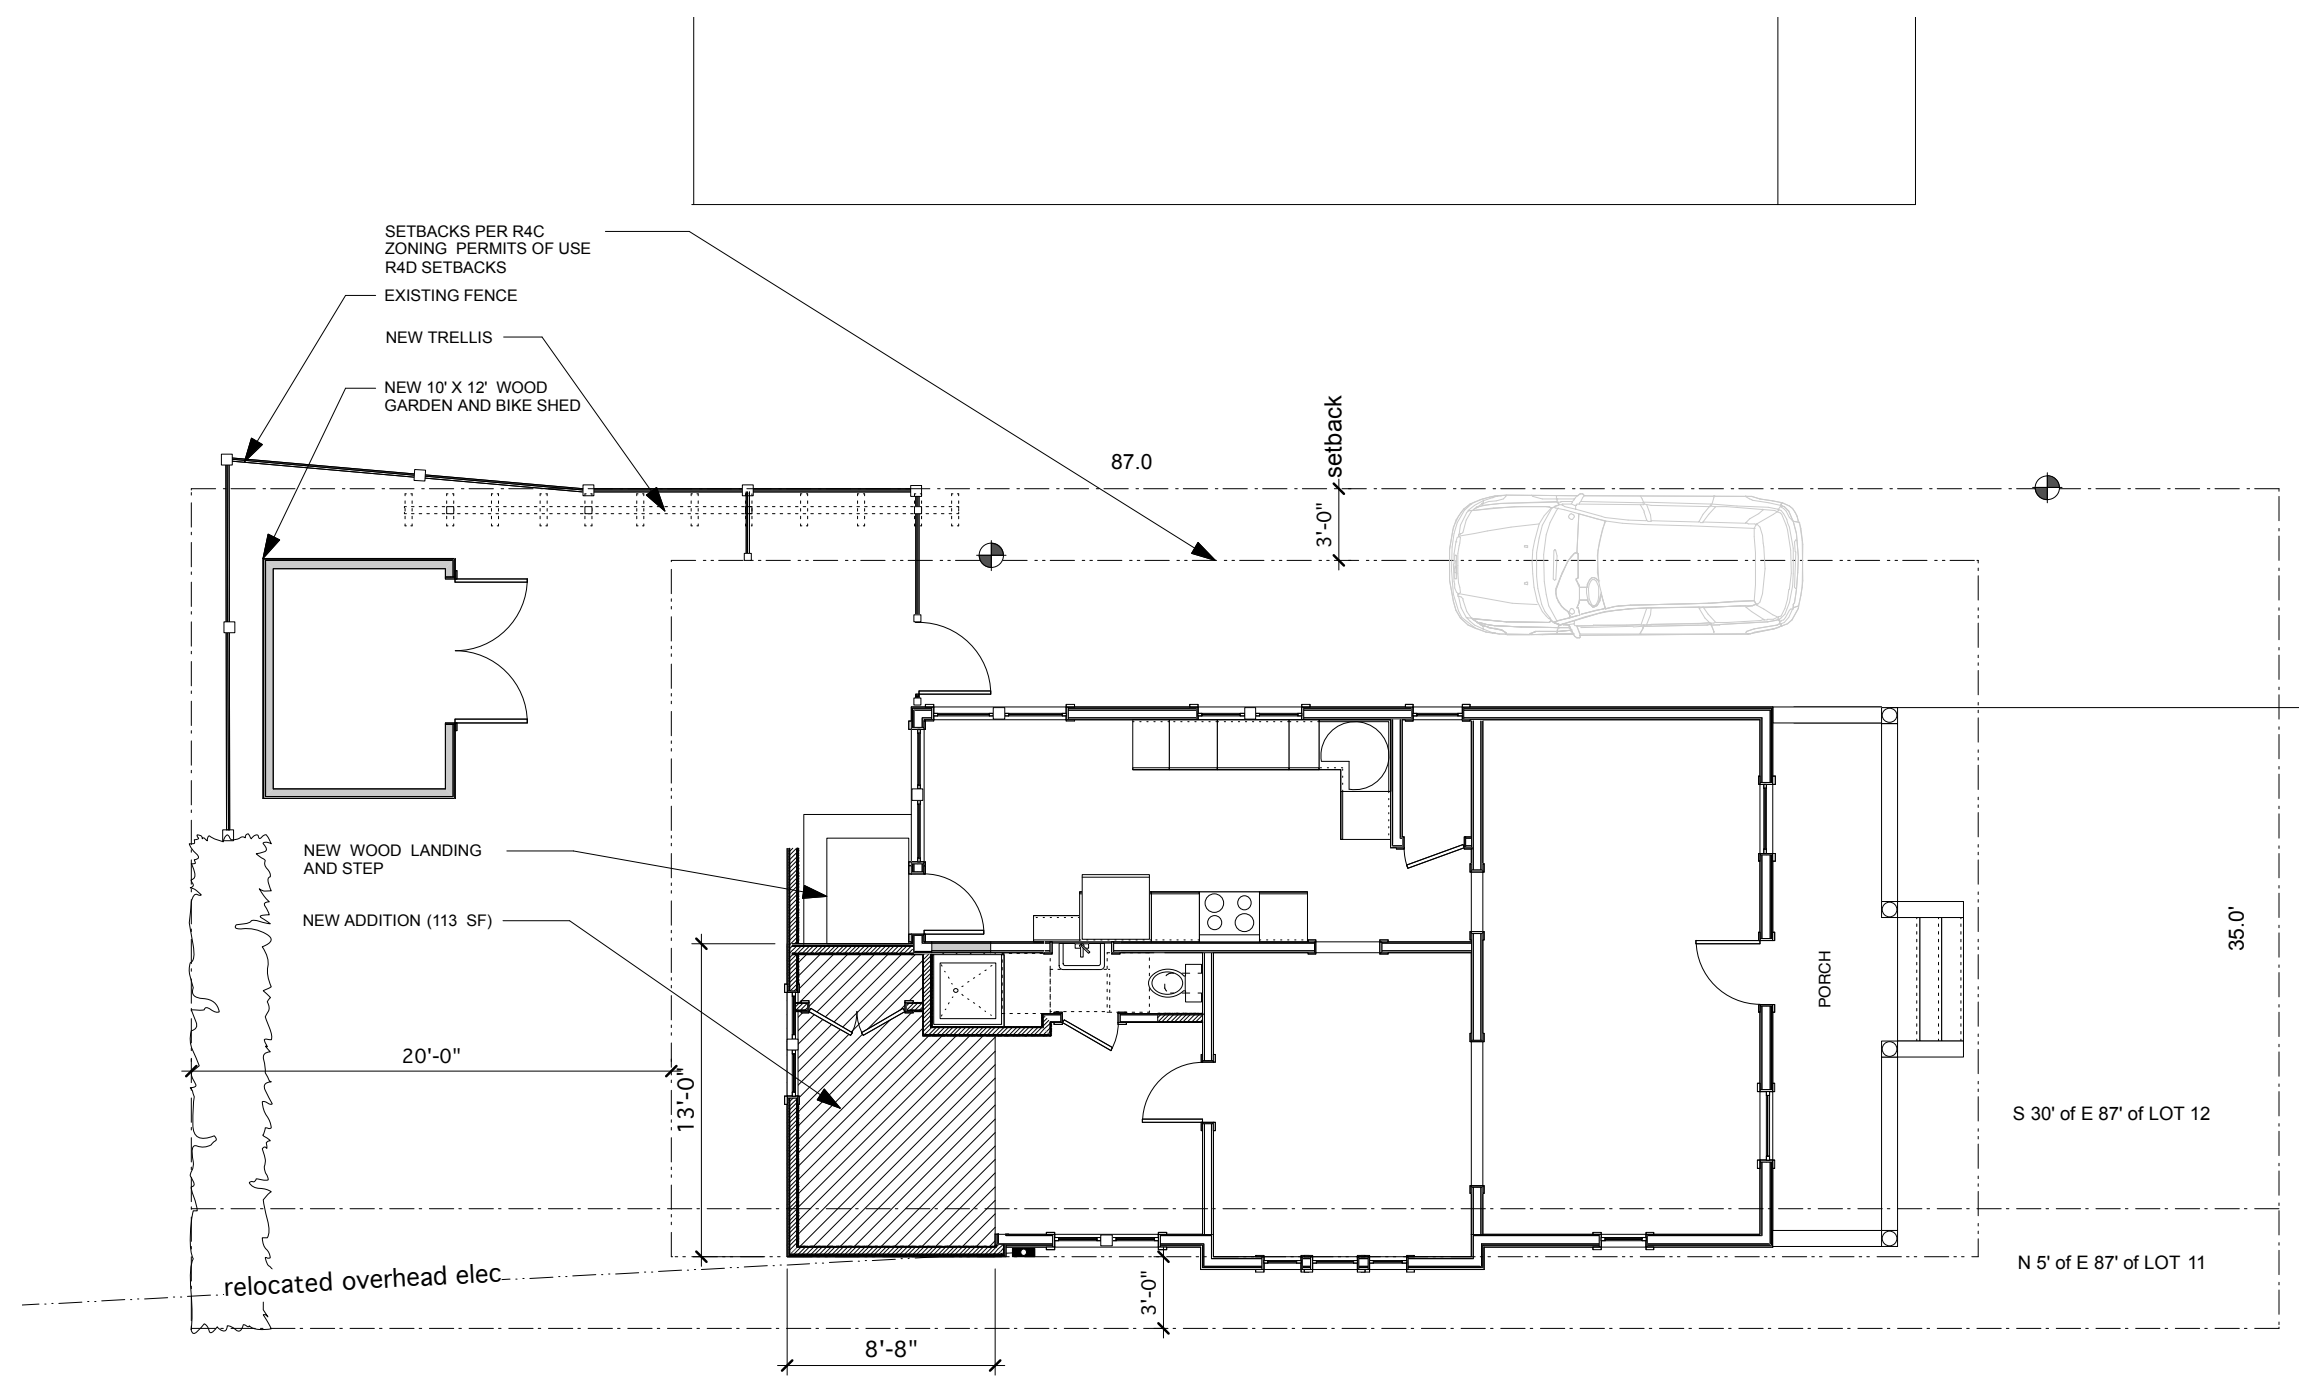 SETBACKS PER R4C
ZONING PERMITS OF USE
R4D SETBACKS
EXISTING FENCE
NEW TRELLIS
NEW 10' X 12' WOOD
GARDEN AND BIKE SHED
setback
87.0
3'-0"
NEW WOOD LANDING
AND STEP
NEW ADDITION (113 SF)
35.0'
PORCH
20'-0"
13'-0"
S 30' of E 87' of LOT 12
N 5' of E 87' of LOT 11
relocated overhead elec
3'-0"
8'-8"